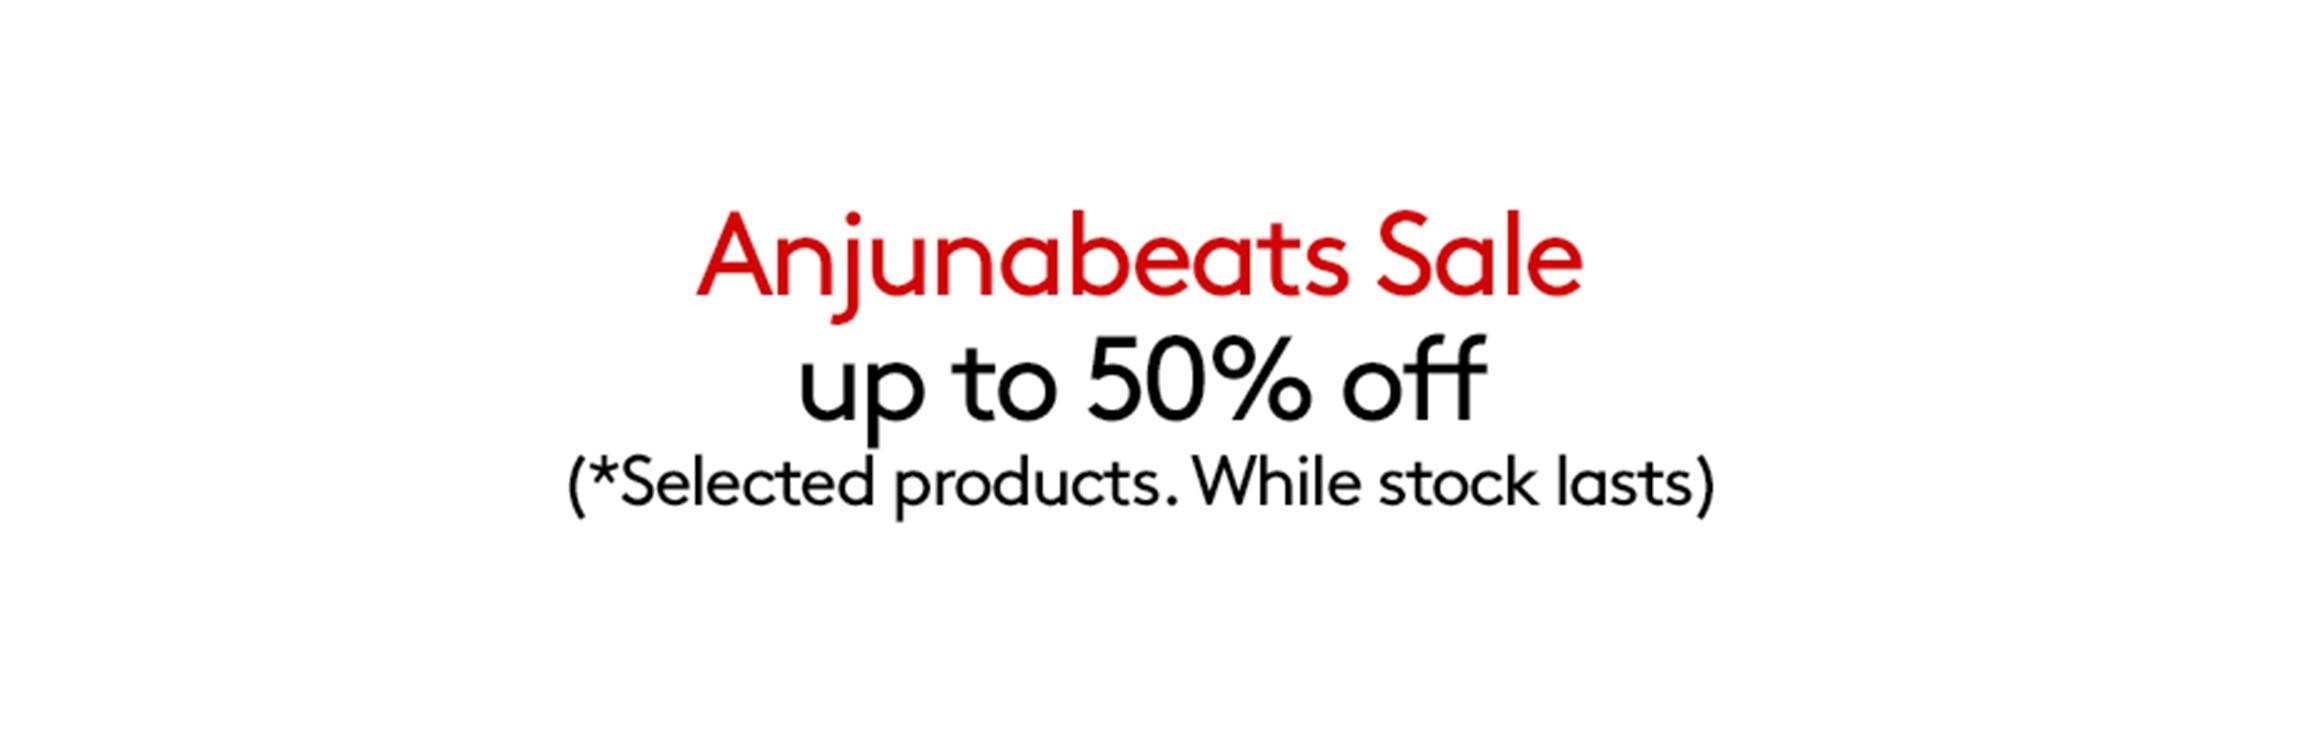 Anjunabeats Sale
up to 50% off
(*Selected products. While stock lasts)